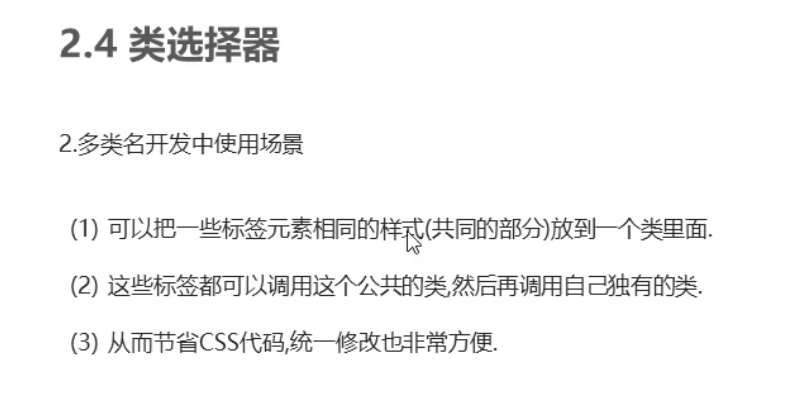 2.4 类选择器
2.多类名开发中使用场景
(1) 可以把一些标签元素相同的样式(共同的部分)放到一个类里面.
(2) 这些标签都可以调用这个公共的类,然后再调用自己独有的类.
(3) 从而节省CSS代码,统一修改也非常方便.